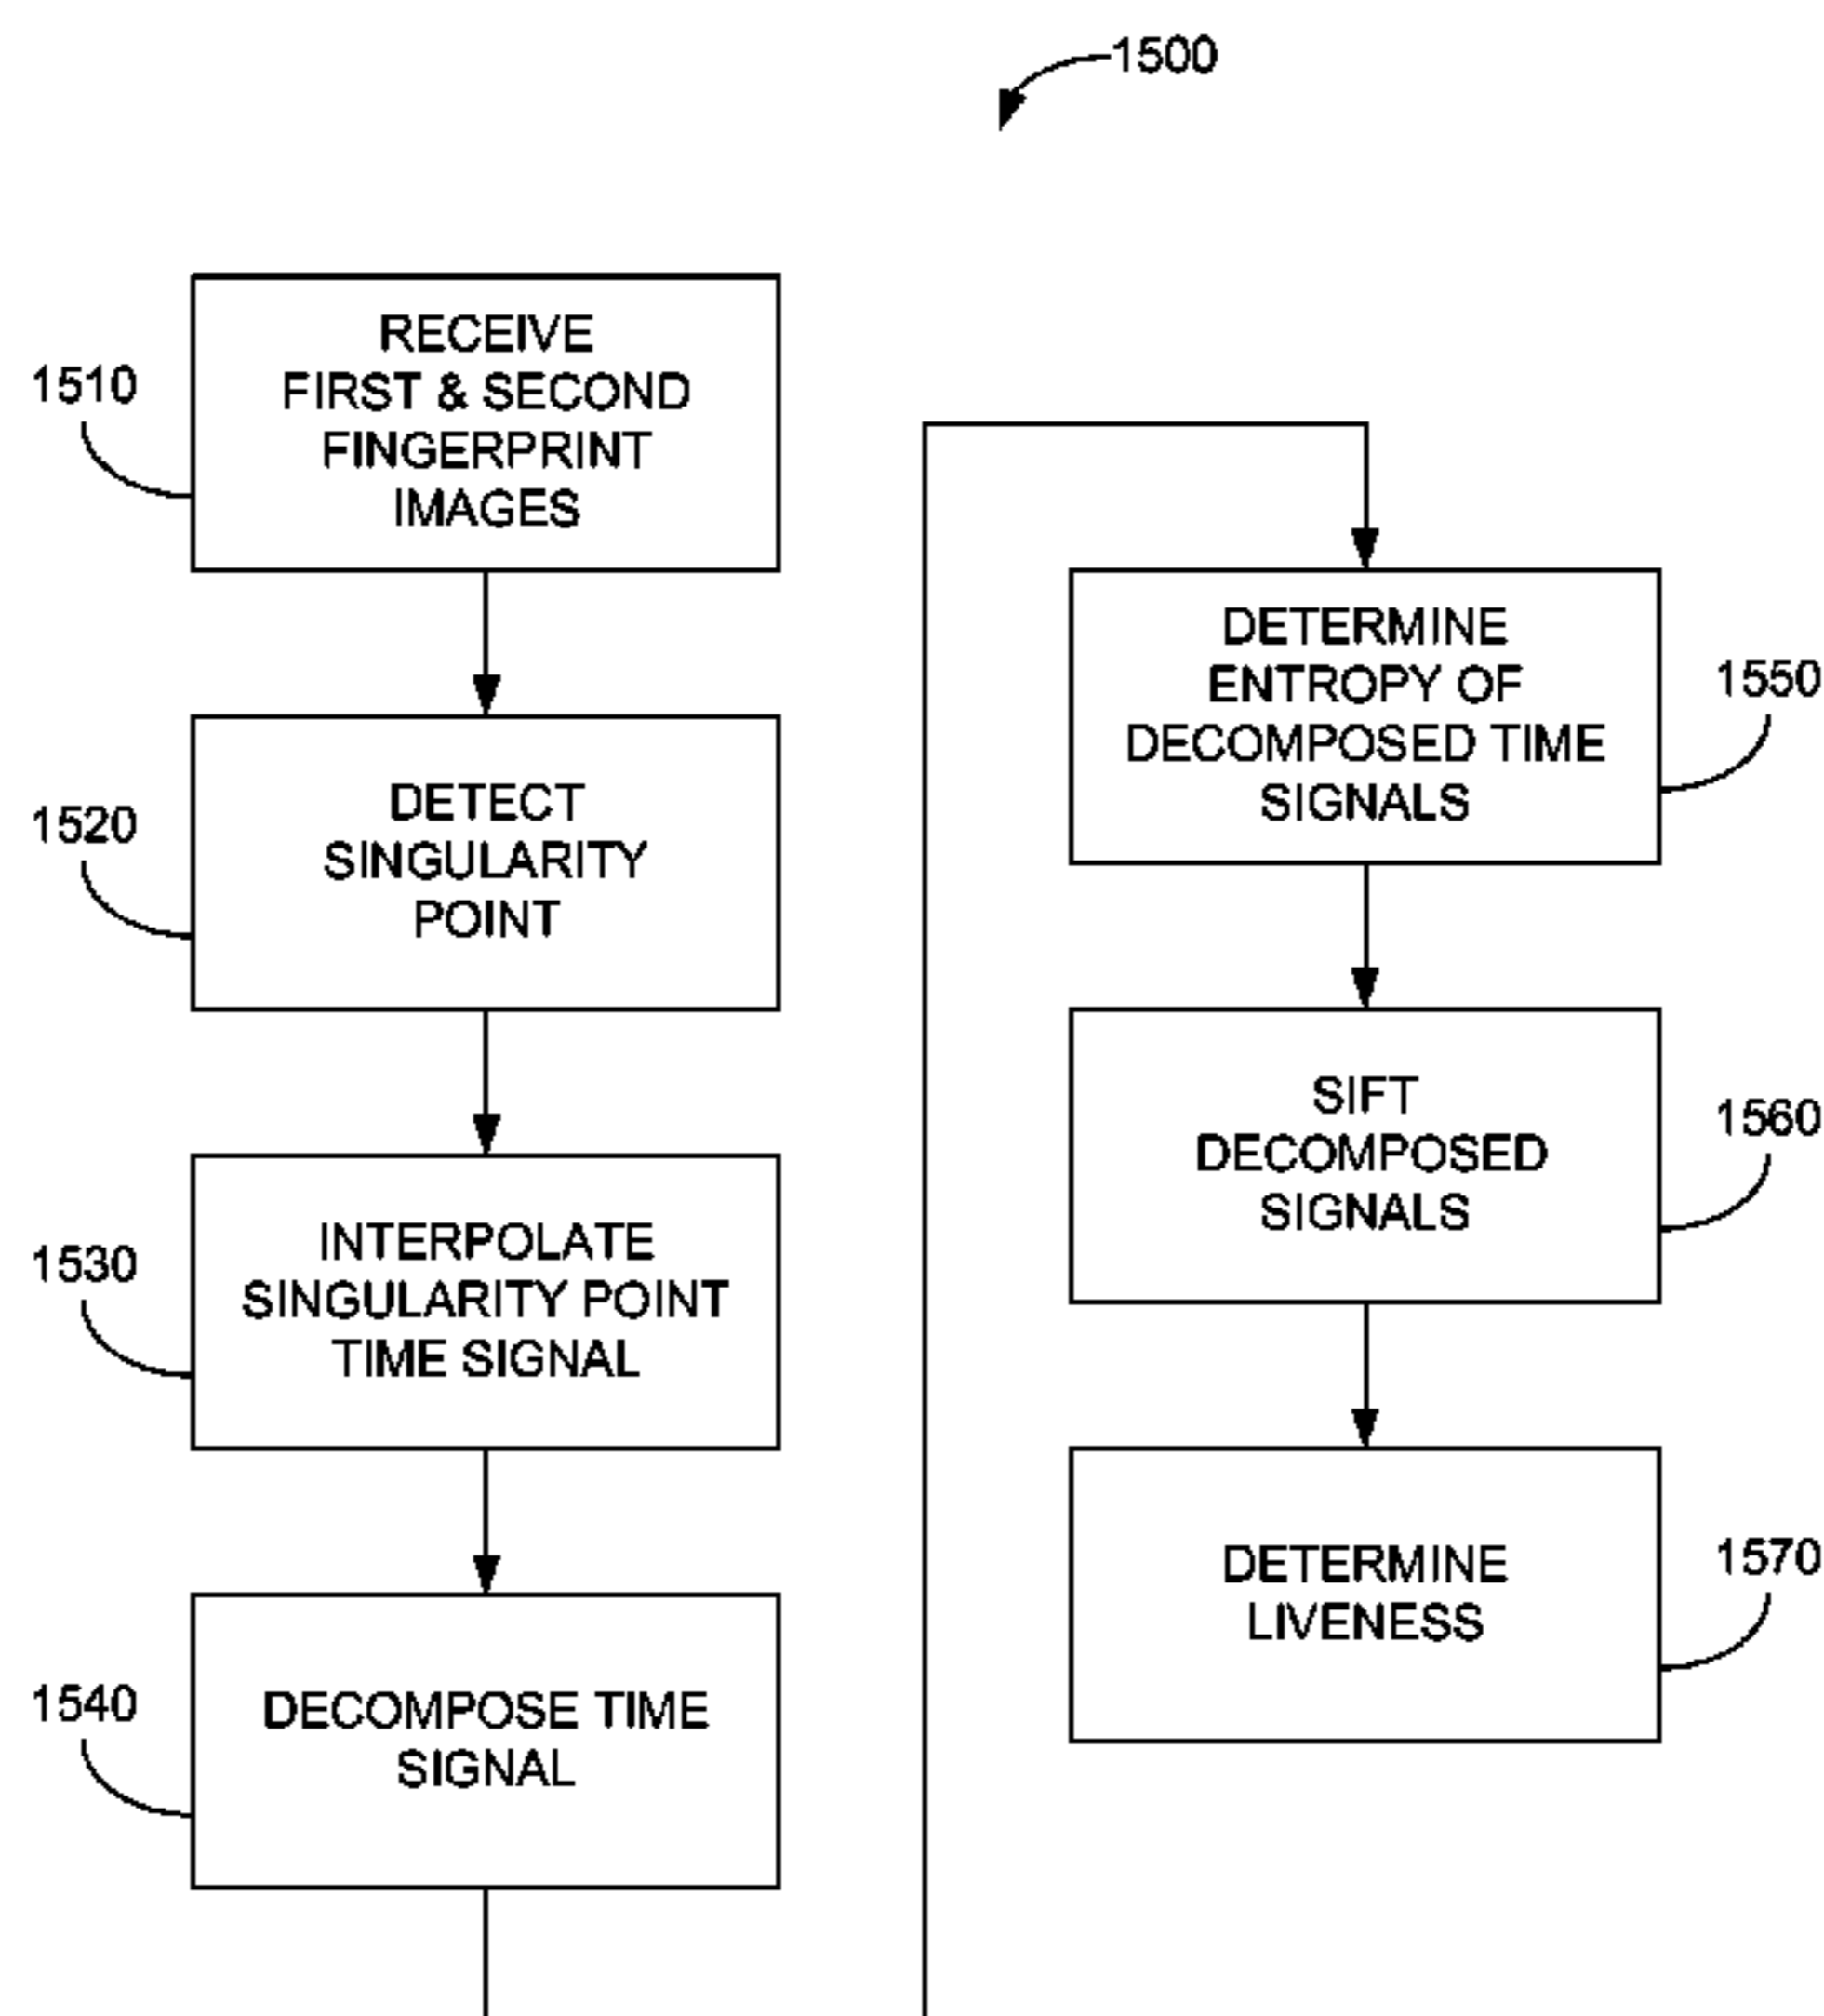 1500
1510
RECEIVE
FIRST & SECOND
FINGERPRINT
IMAGES
1520
DETECT
SINGULARITY
POINT
1530
INTERPOLATE
SINGULARITY POINT
TIME SIGNAL
1540
DECOMPOSE TIME
SIGNAL
DETERMINE
ENTROPY OF
DECOMPOSED TIME
SIGNALS
1550
SIFT
DECOMPOSED
SIGNALS
1560
DETERMINE
LIVENESS
1570